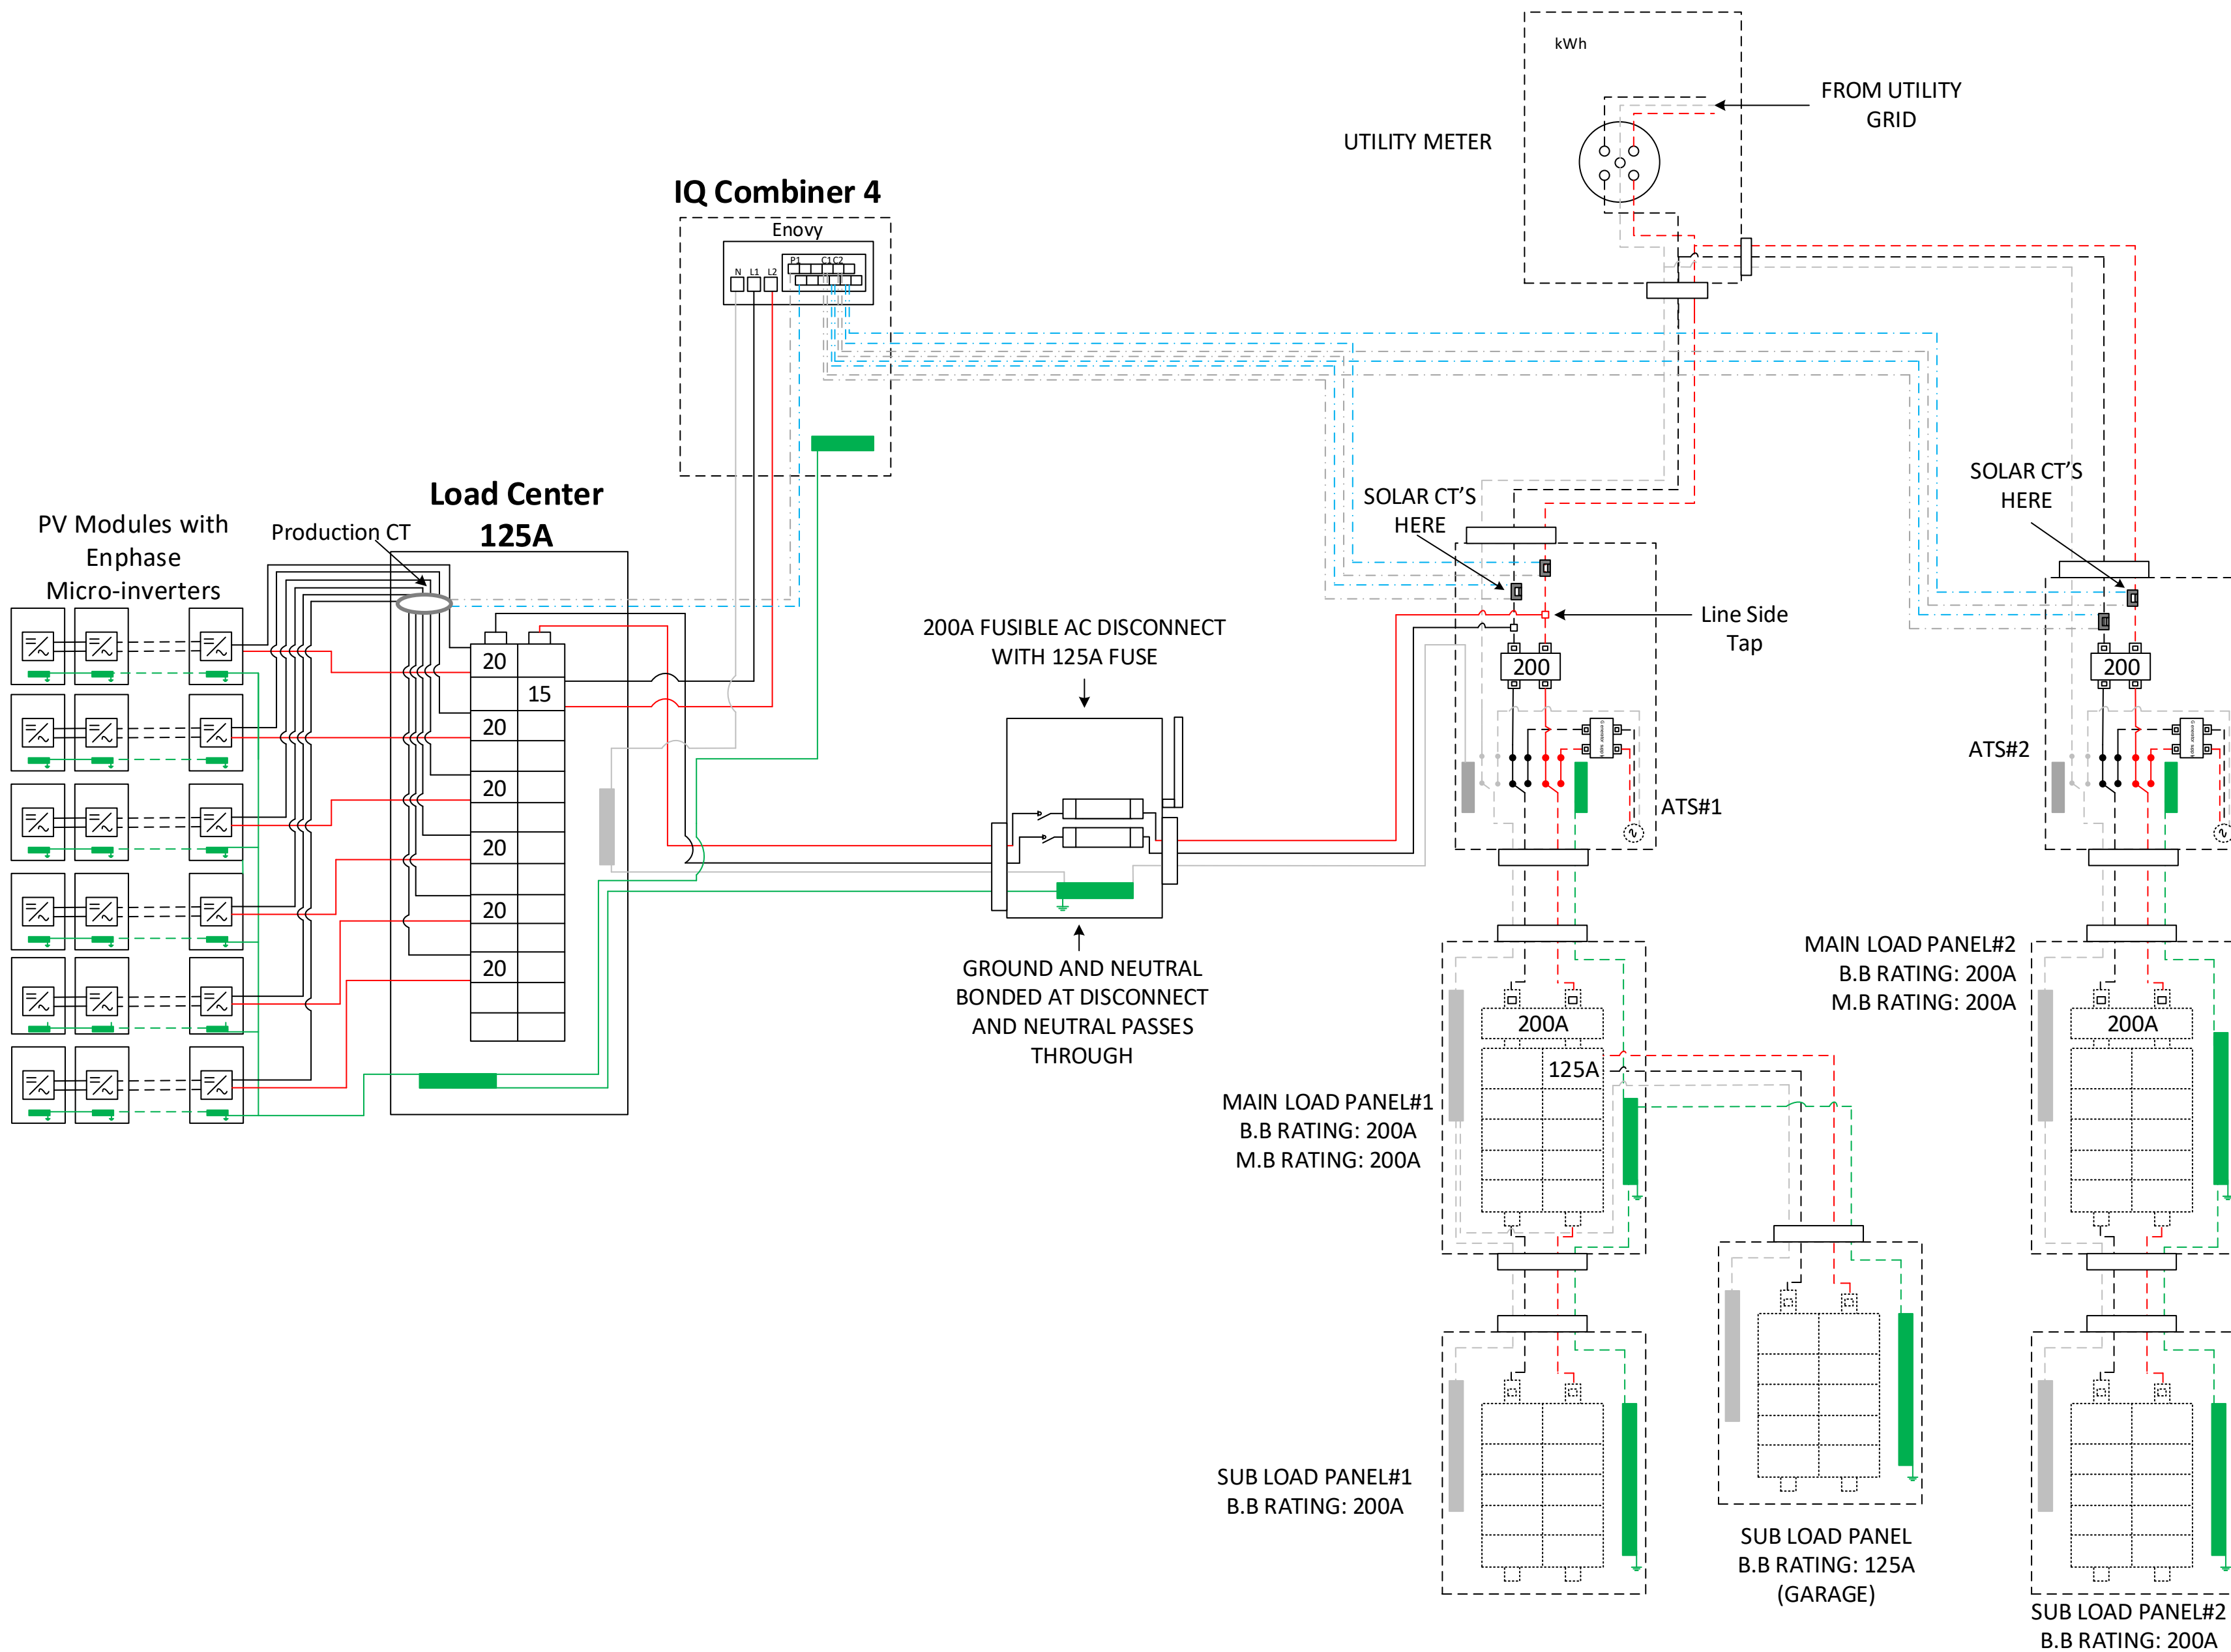 kWh
FROM UTILITY
GRID
UTILITY METER
IQ Combiner 4
Enovy
P1
C1
C2
N
L1
L2
Load Center
125A
PV Modules with
Enphase
Micro-inverters
Production CT
20
15
20
20
20
20
20
200A FUSIBLE AC DISCONNECT
WITH 125A FUSE
GROUND AND NEUTRAL
BONDED AT DISCONNECT
AND NEUTRAL PASSES
THROUGH
SOLAR CT'S
HERE
Line Side
Tap
200
ATS#1
SOLAR CT'S
HERE
200
ATS#2
MAIN LOAD PANEL#1
B.B RATING: 200A
M.B RATING: 200A
200A
125A
MAIN LOAD PANEL#2
B.B RATING: 200A
M.B RATING: 200A
200A
SUB LOAD PANEL#1
B.B RATING: 200A
SUB LOAD PANEL
B.B RATING: 125A
(GARAGE)
SUB LOAD PANEL#2
B.B RATING: 200A